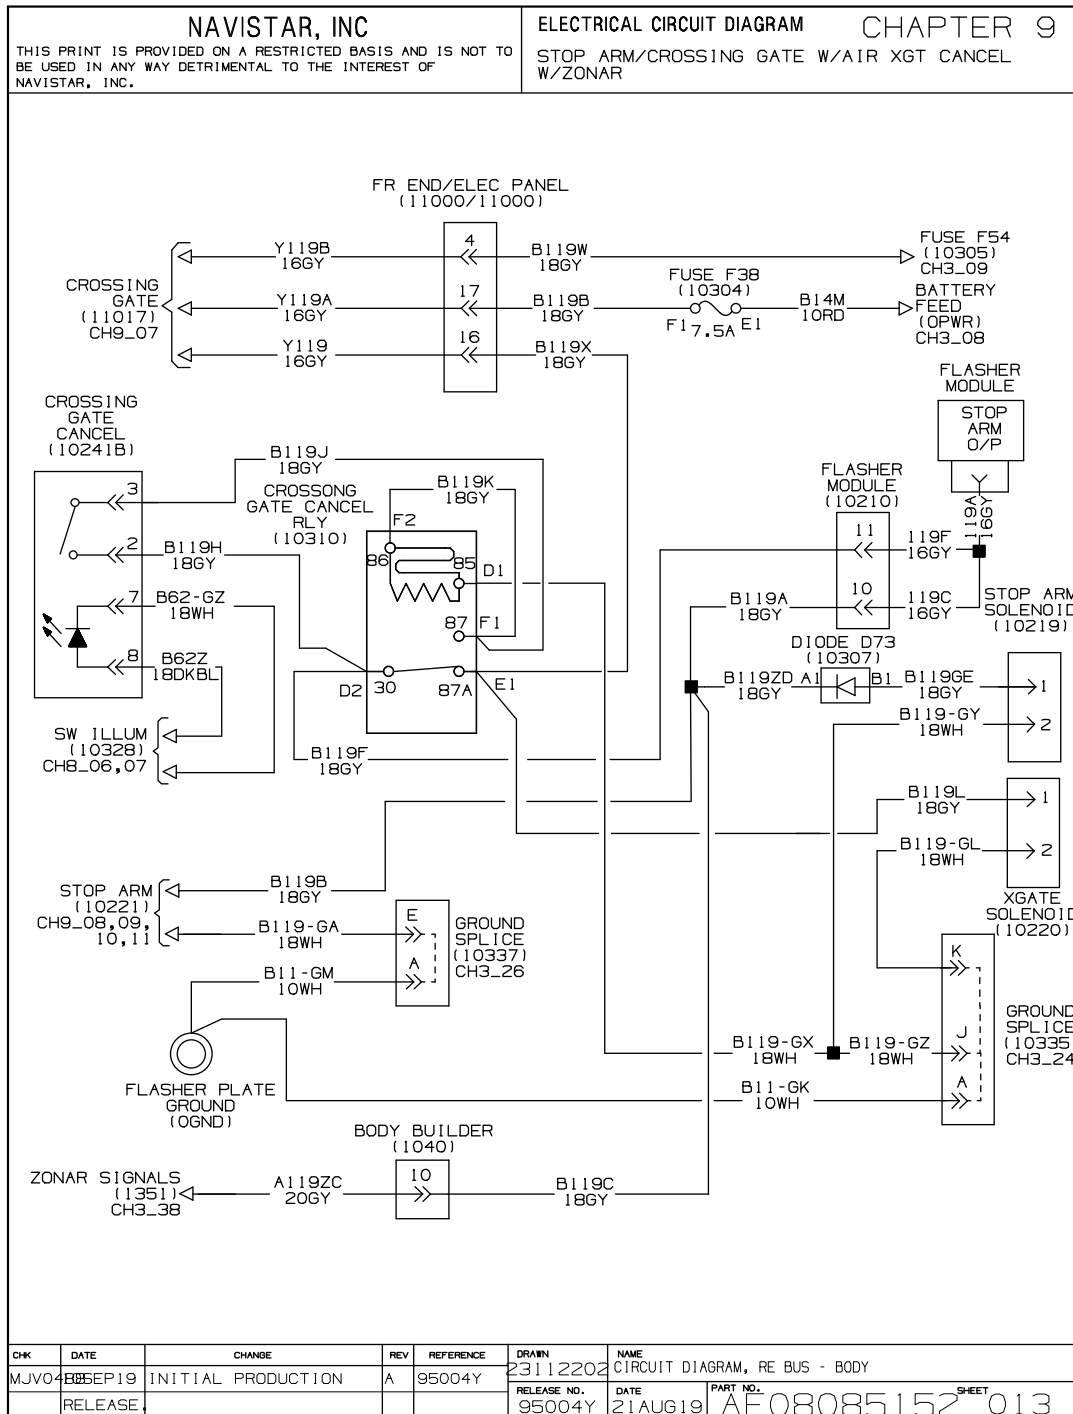 NAVISTAR, INC
THIS PRINT IS PROVIDED ON A RESTRICTED BASIS AND IS NOT TO
BE USED IN ANY WAY DETRIMENTAL TO THE INTEREST OF
NAVISTAR, INC.
ELECTRICAL CIRCUIT DIAGRAM
CHAPTER 9
STOP ARM/CROSSING GATE W/AIR XGT CANCEL
W/ZONAR
FR END/ELEC PANEL
(11000/11000)
CROSSING
GATE
(11017)
CH9_07
Y119B
16GY
4
B119W
18GY
FUSE F54
(10305)
CH3_09
Y119A
16GY
17
B119B
18GY
FUSE F38
(10304)
F1
7.5A
E1
B14M
10RD
BATTERY
FEED
(0PWR)
CH3_08
Y119
16GY
16
B119X
18GY
FLASHER
MODULE
STOP
ARM
O/P
119A
16GY
CROSSING
GATE
CANCEL
(10241B)
3
B119J
18GY
2
B119H
18GY
7
B62-GZ
18WH
8
B62Z
18DKBL
CROSSONG
GATE CANCEL
RLY
(10310)
B119K
18GY
F2
86
85
D1
87
F1
D2
30
87A
E1
FLASHER
MODULE
(10210)
11
119F
16GY
10
B119A
18GY
119C
16GY
STOP ARM
SOLENOID
(10219)
DIODE D73
(10307)
B119ZD
18GY
A1
B1
B119GE
18GY
1
B119-GY
18WH
2
SW ILLUM
(10328)
CH8_06,07
B119F
18GY
B119L
18GY
1
B119-GL
18WH
2
XGATE
SOLENOID
(10220)
STOP ARM
(10221)
CH9_08,09,
10,11
B119B
18GY
B119-GA
18WH
E
B11-GM
10WH
A
GROUND
SPLICE
(10337)
CH3_26
K
J
A
GROUND
SPLICE
(10335)
CH3_24
B119-GX
18WH
B119-GZ
18WH
B11-GK
10WH
FLASHER PLATE
GROUND
(0GND)
BODY BUILDER
(1040)
ZONAR SIGNALS
(1351)
CH3_38
A119ZC
20GY
10
B119C
18GY
CHK DATE CHANGE REV REFERENCE
INITIAL PRODUCTION A 95004Y
RELEASE.
DRAWN
23112202
NAME
CIRCUIT DIAGRAM, RE BUS - BODY
RELEASE NO.
95004Y
DATE
21AUG19
PART NO.
AE08085152
SHEET
013